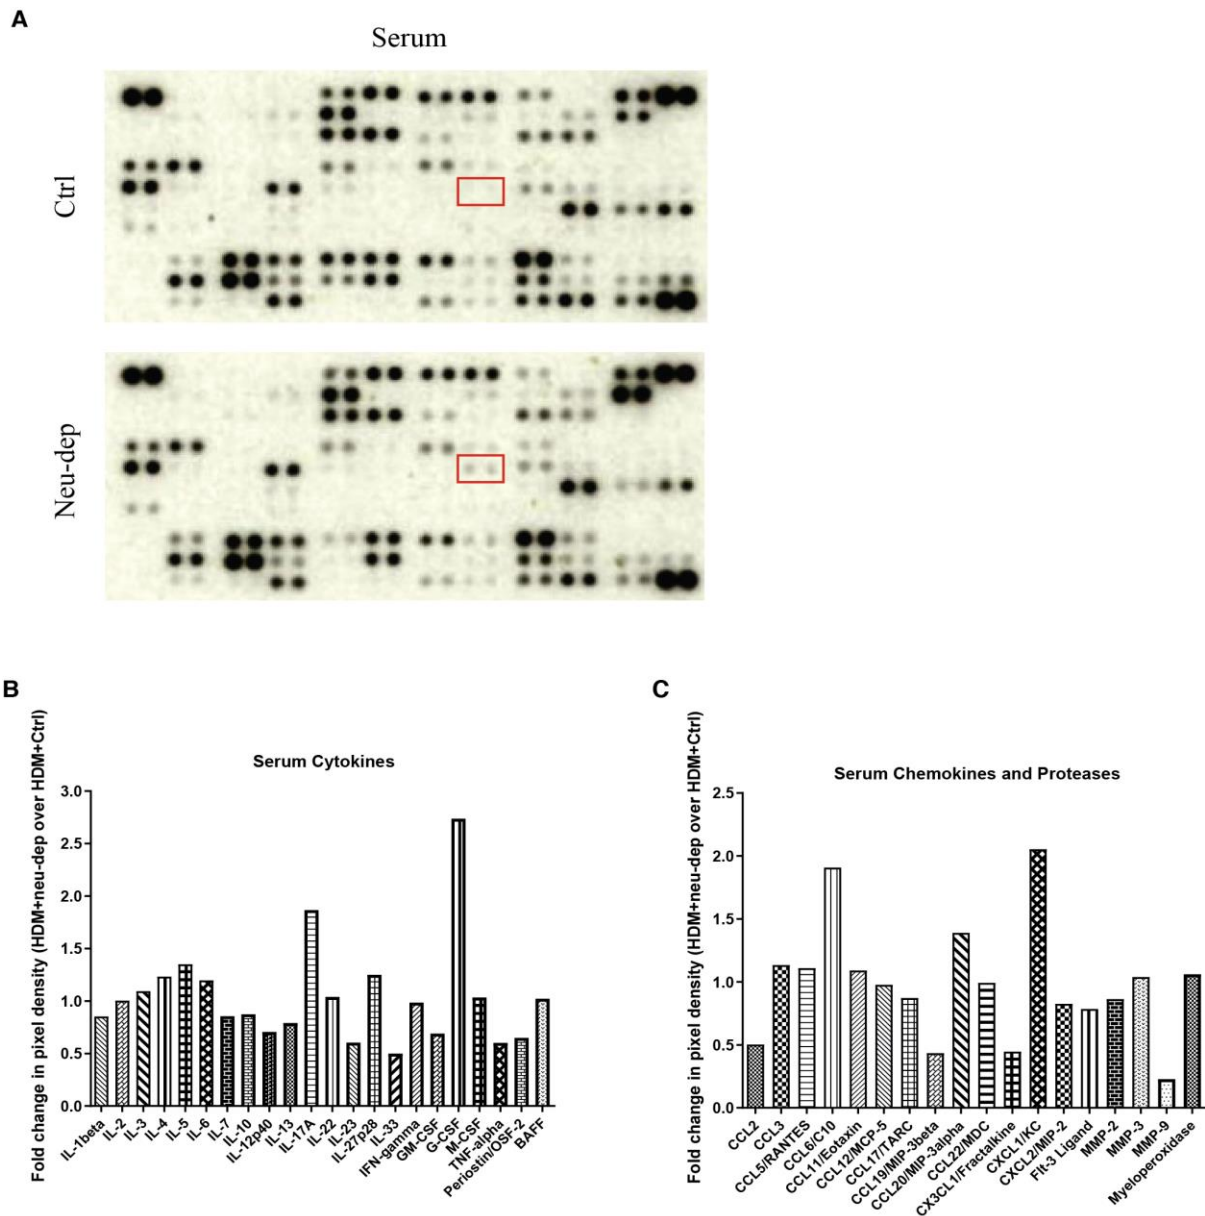 A
Serum
Ctrl
Neu-dep
B
Serum Cytokines
Fold change in pixel density (HDM+neu-dep over HDM+Ctrl)
3.0
2.5
2.0
1.5
1.0
0.5
0.0
IL-1beta
IL-2
IL-3
IL-4
IL-5
IL-6
IL-7
IL-10
IL-12p40
IL-13
IL-17A
IL-22
IL-23
IL-27p28
IL-33
IFN-gamma
GM-CSF
G-CSF
M-CSF
TNF-alpha
Periostin/OSF-2
BAFF
C
Serum Chemokines and Proteases
Fold change in pixel density (HDM+neu-dep over HDM+Ctrl)
2.5
2.0
1.5
1.0
0.5
0.0
CCL2
CCL3
CCL5/RANTES
CCL6/C10
CCL11/Eotaxin
CCL12/MCP-5
CCL17/TARC
CCL19/MIP-3beta
CCL20/MIP-3alpha
CCL22/MDC
CX3CL1/Fractalkine
CXCL1/KC
CXCL2/MIP-2
Flt-3 Ligand
MMP-2
MMP-3
MMP-9
Myeloperoxidase